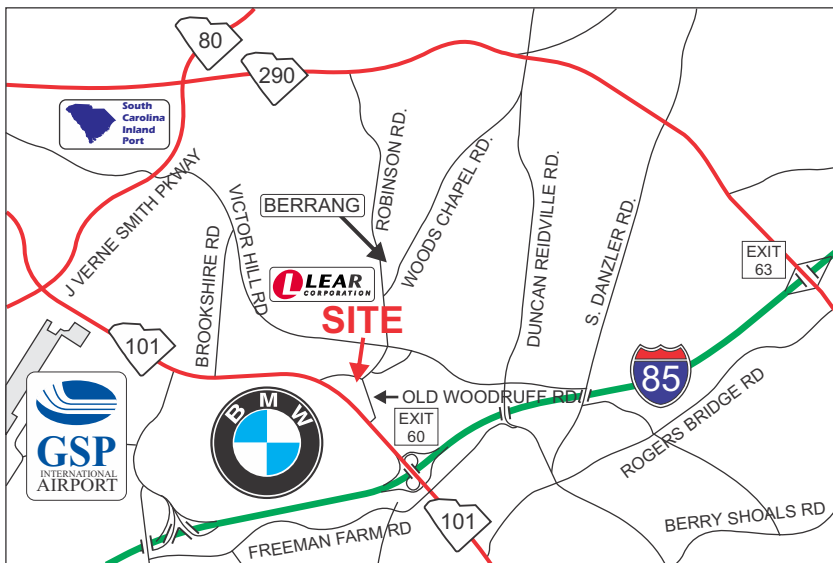 80
290
South
Carolina
Inland
Port
J VERNE SMITH PKWAY
BROOKSHIRE RD
VICTOR HILL RD
ROBINSON RD.
BERRANG
WOODS CHAPEL RD.
DUNCAN REIDVILLE RD.
S. DANZLER RD.
EXIT
63
LLEAR
CORPORATION
SITE
101
85
OLD WOODRUFF RD
EXIT
60
BMW
GSP
INTERNATIONAL
AIRPORT
ROGERS BRIDGE RD
BERRY SHOALS RD
FREEMAN FARM RD
101